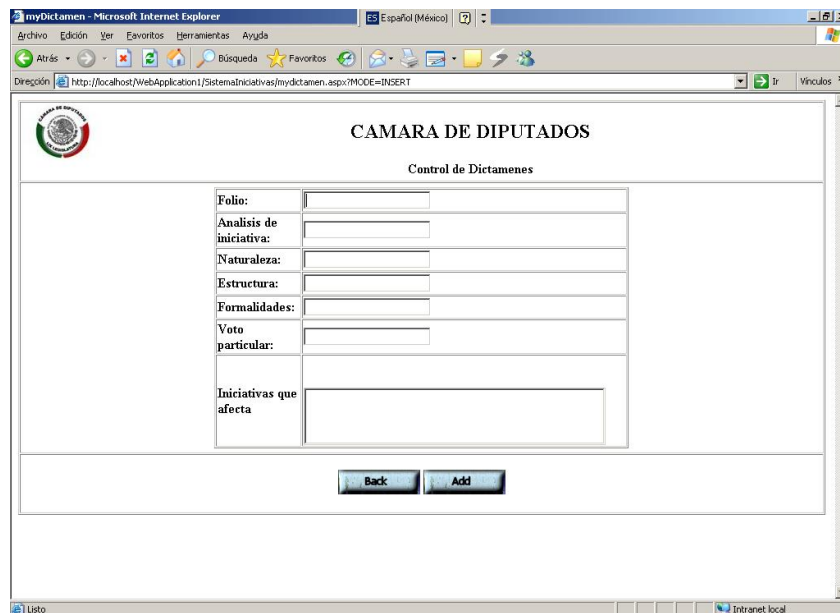 myDictamen - Microsoft Internet Explorer
ES Español (México)
Archivo Edición Ver Favoritos Herramientas Ayuda
Atrás Búsqueda Favoritos
Dirección http://localhost/WebApplication1/SistemaIniciativas/mydictamen.aspx?MODE=INSERT Ir Vínculos
CAMARA DE DIPUTADOS
Control de Dictamenes
Folio:
Analisis de
iniciativa:
Naturaleza:
Estructura:
Formalidades:
Voto
particular:
Iniciativas que
afecta
Back Add
Listo Intranet local